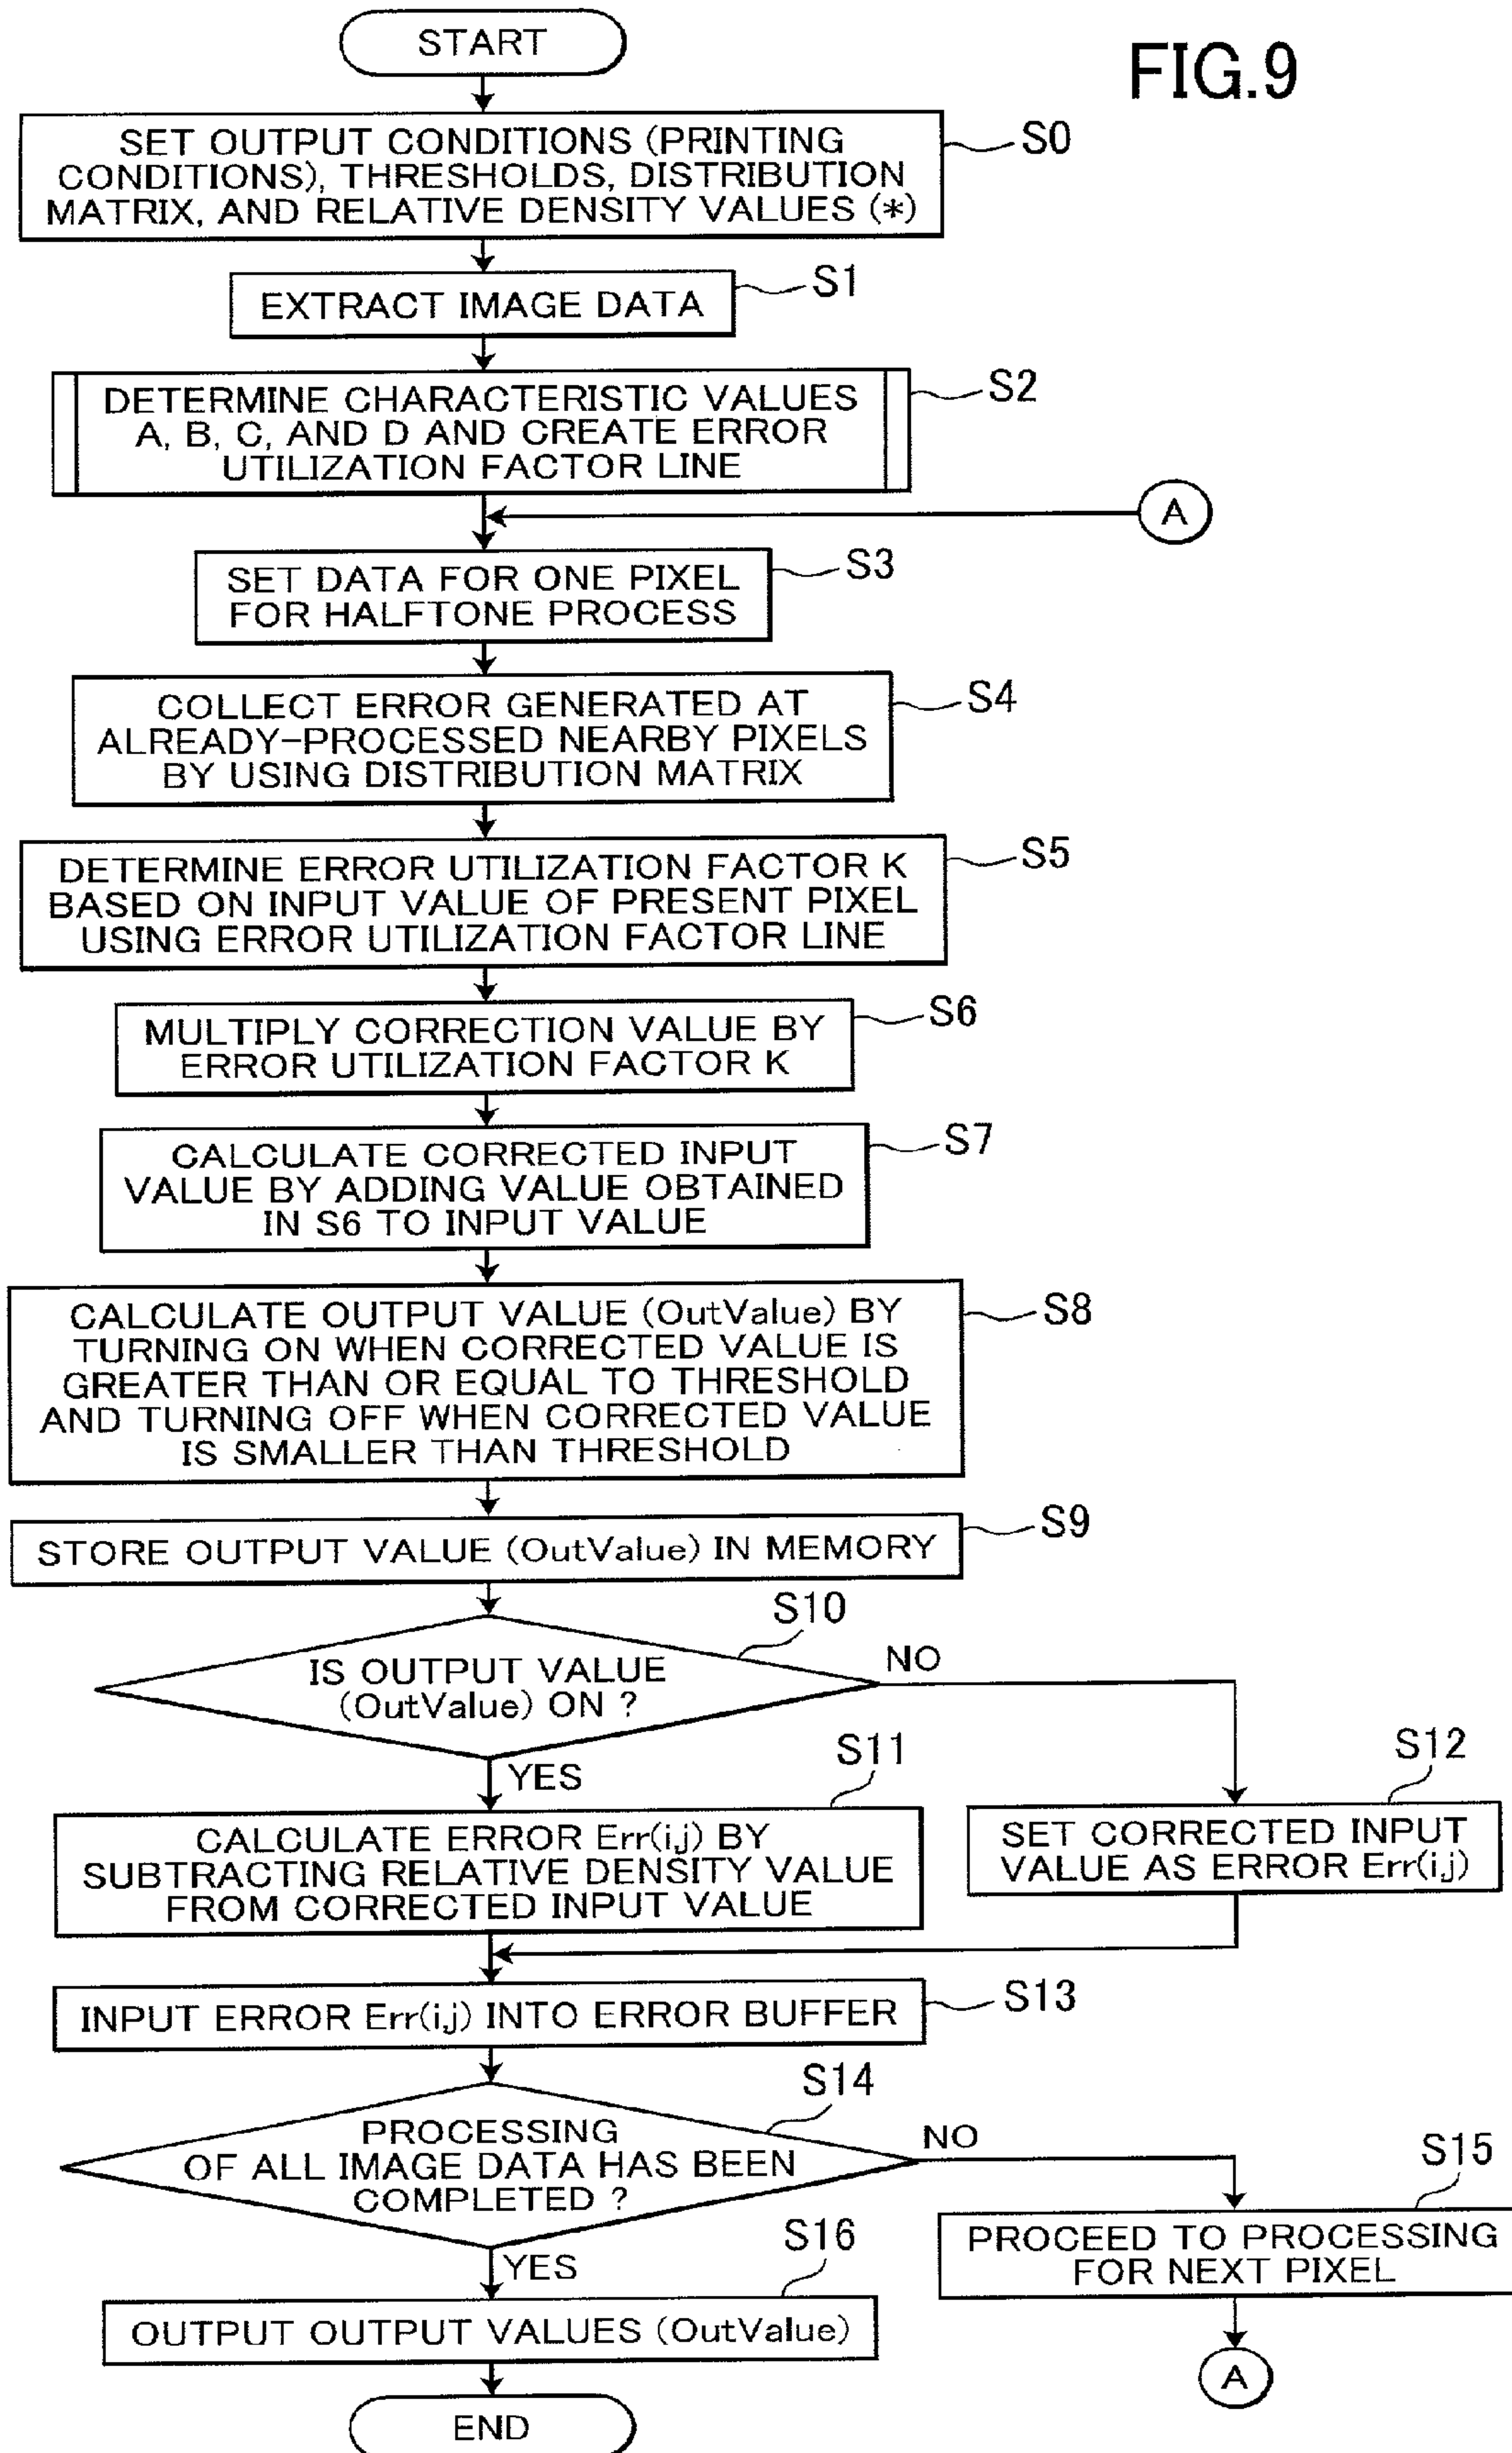 FIG.9
START
SET OUTPUT CONDITIONS (PRINTING
CONDITIONS), THRESHOLDS, DISTRIBUTION
MATRIX, AND RELATIVE DENSITY VALUES (*)
S0
EXTRACT IMAGE DATA
S1
DETERMINE CHARACTERISTIC VALUES
A, B, C, AND D AND CREATE ERROR
UTILIZATION FACTOR LINE
S2
A
SET DATA FOR ONE PIXEL
FOR HALFTONE PROCESS
S3
COLLECT ERROR GENERATED AT
ALREADY-PROCESSED NEARBY PIXELS
BY USING DISTRIBUTION MATRIX
S4
DETERMINE ERROR UTILIZATION FACTOR K
BASED ON INPUT VALUE OF PRESENT PIXEL
USING ERROR UTILIZATION FACTOR LINE
S5
MULTIPLY CORRECTION VALUE BY
ERROR UTILIZATION FACTOR K
S6
CALCULATE CORRECTED INPUT
VALUE BY ADDING VALUE OBTAINED
IN S6 TO INPUT VALUE
S7
CALCULATE OUTPUT VALUE (OutValue) BY
TURNING ON WHEN CORRECTED VALUE IS
GREATER THAN OR EQUAL TO THRESHOLD
AND TURNING OFF WHEN CORRECTED VALUE
IS SMALLER THAN THRESHOLD
S8
STORE OUTPUT VALUE (OutValue) IN MEMORY
S9
IS OUTPUT VALUE
(OutValue) ON ?
S10
NO
YES
CALCULATE ERROR Err(i,j) BY
SUBTRACTING RELATIVE DENSITY VALUE
FROM CORRECTED INPUT VALUE
S11
SET CORRECTED INPUT
VALUE AS ERROR Err(i,j)
S12
INPUT ERROR Err(i,j) INTO ERROR BUFFER
S13
PROCESSING
OF ALL IMAGE DATA HAS BEEN
COMPLETED ?
S14
NO
YES
PROCEED TO PROCESSING
FOR NEXT PIXEL
S15
A
OUTPUT OUTPUT VALUES (OutValue)
S16
END